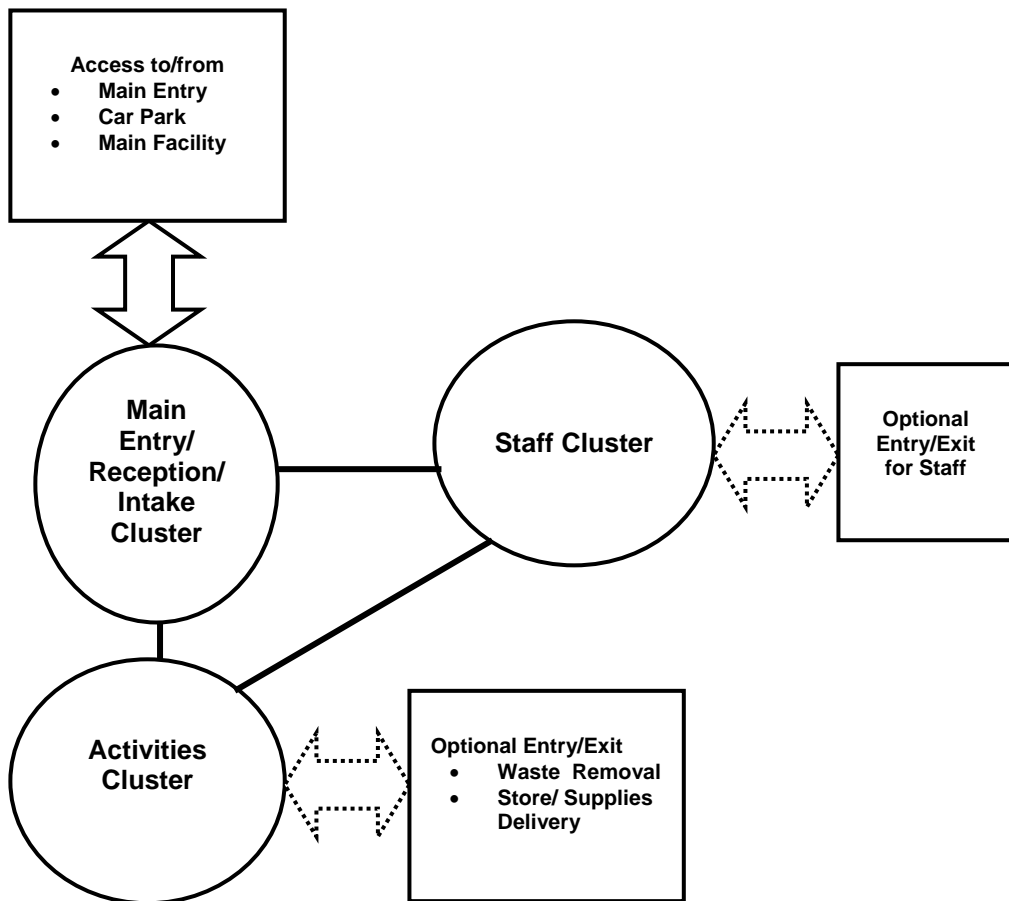 Access to/from
• Main Entry
• Car Park
• Main Facility
Main
Entry/
Reception/
Intake
Cluster
Staff Cluster
Optional
Entry/Exit
for Staff
Activities
Cluster
Optional Entry/Exit
• Waste Removal
• Store/ Supplies
Delivery